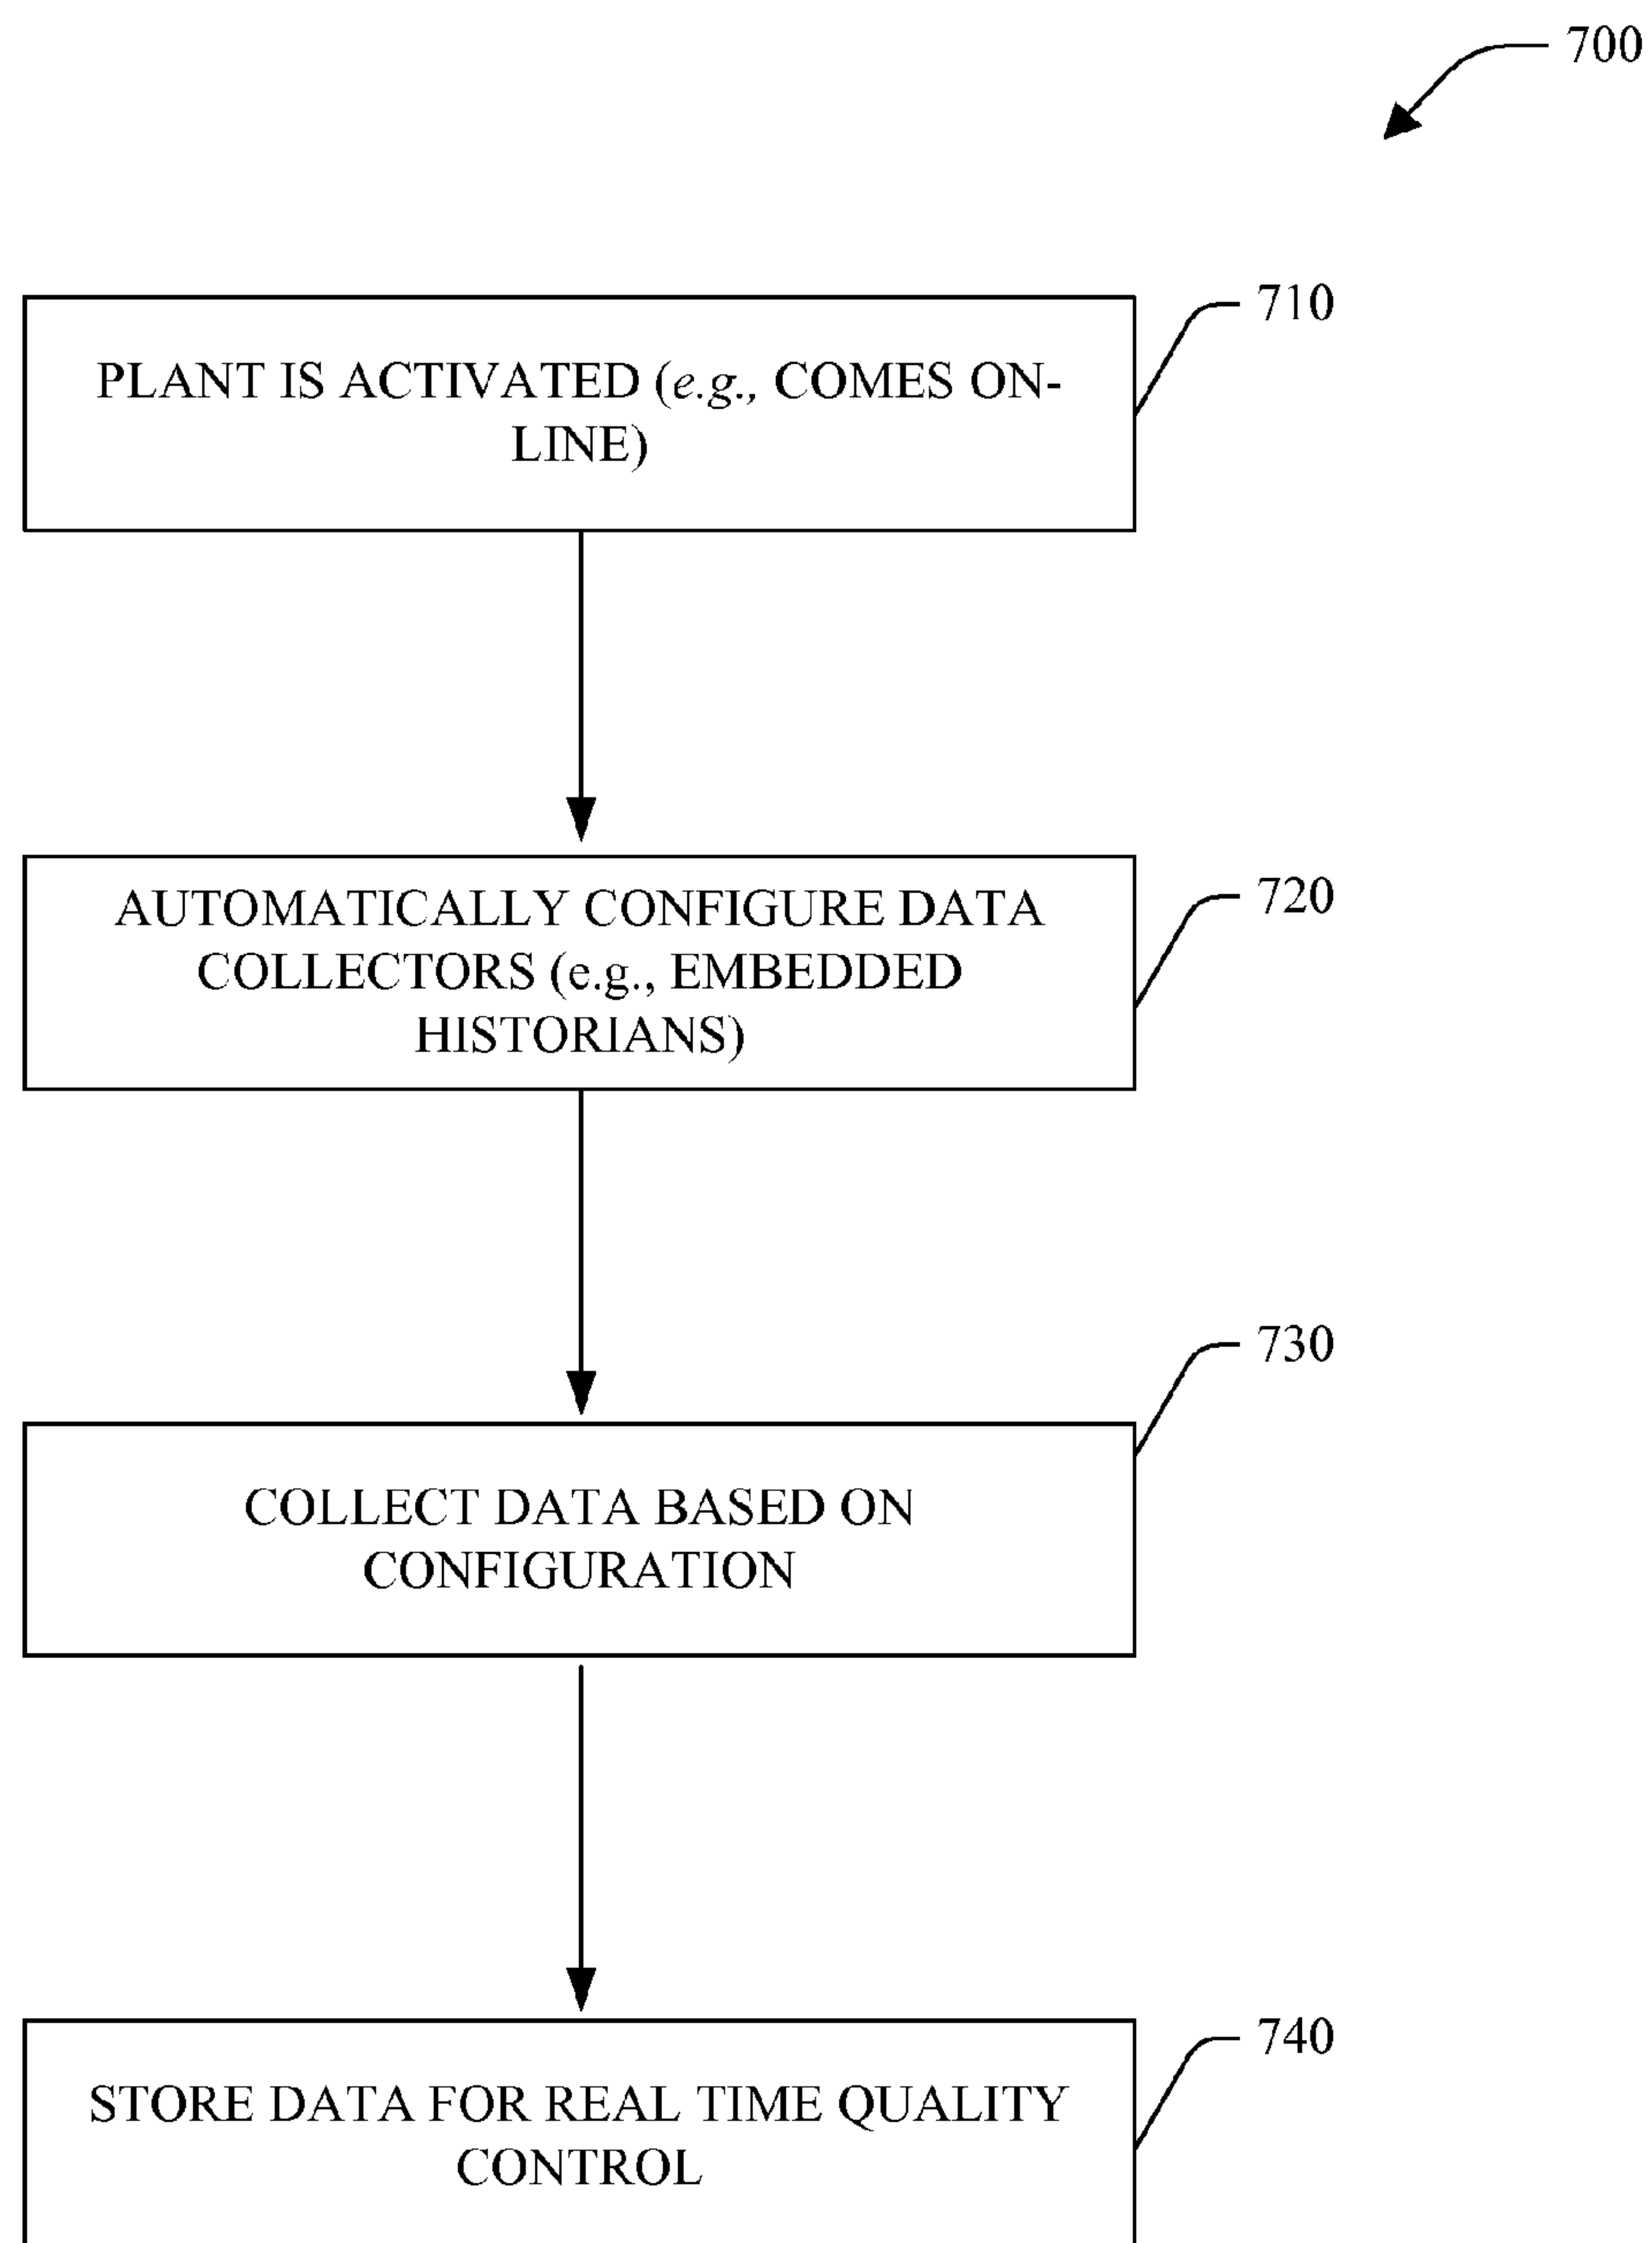 700
710
PLANT IS ACTIVATED (e.g., COMES ON-
LINE)
720
AUTOMATICALLY CONFIGURE DATA
COLLECTORS (e.g., EMBEDDED
HISTORIANS)
730
COLLECT DATA BASED ON
CONFIGURATION
740
STORE DATA FOR REAL TIME QUALITY
CONTROL